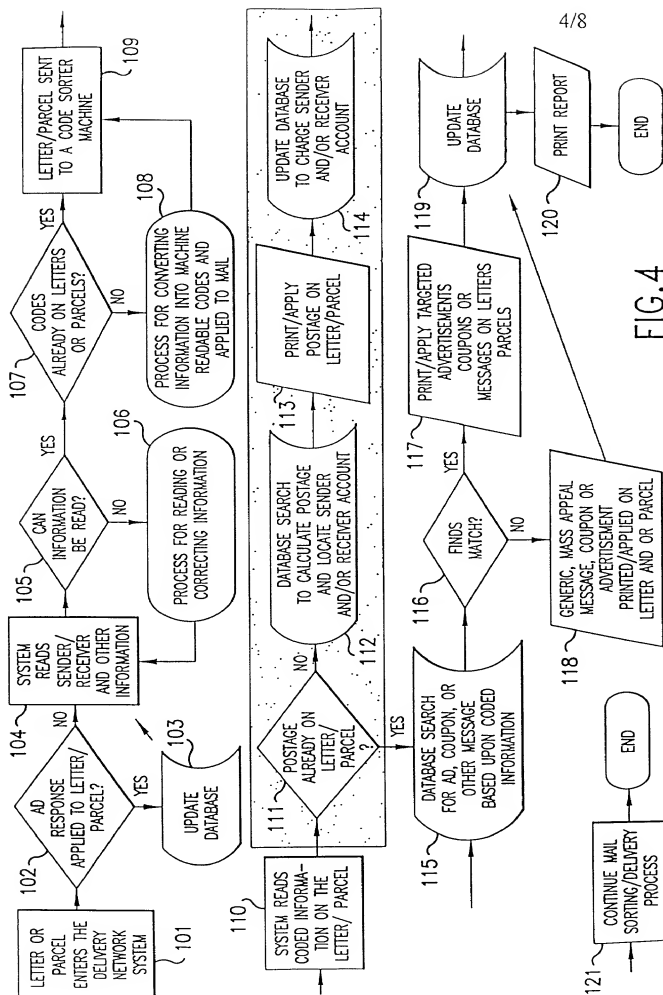 4/8
LETTER OR
PARCEL
ENTERS THE
DELIVERY
NETWORK
SYSTEM
101
102
AD
RESPONSE
APPLIED TO LETTER/
PARCEL?
NO
YES
103
UPDATE
DATABASE
104
SYSTEM
READS
SENDER/
RECEIVER
AND OTHER
INFORMATION
105
CAN
INFORMATION
BE READ?
YES
NO
106
PROCESS FOR READING OR
CORRECTING INFORMATION
107
CODES
ALREADY ON LETTERS
OR PARCELS?
YES
NO
108
PROCESS FOR CONVERTING
INFORMATION INTO MACHINE
READABLE CODES AND
APPLIED TO MAIL
LETTER/PARCEL SENT
TO A CODE SORTER
MACHINE
109
110
SYSTEM READS
CODED INFORMA-
TION ON THE
LETTER/ PARCEL
111
POSTAGE
ALREADY ON
LETTER/
PARCEL
?
NO
YES
DATABASE SEARCH
TO CALCULATE POSTAGE
AND LOCATE SENDER
AND/OR RECEIVER ACCOUNT
112
113
PRINT/APPLY
POSTAGE ON
LETTER/PARCEL
UPDATE DATABASE
TO CHARGE SENDER
AND/OR RECEIVER
ACCOUNT
114
115
DATABASE SEARCH
FOR AD, COUPON, OR
OTHER MESSAGE
BASED UPON CODED
INFORMATION
116
FINDS
MATCH?
YES
NO
117
PRINT/APPLY TARGETED
ADVERTISEMENTS
COUPONS OR
MESSAGES ON LETTERS
PARCELS
118
GENERIC, MASS APPEAL
MESSAGE, COUPON OR
ADVERTISEMENT
PRINTED/APPLIED ON
LETTER AND OR PARCEL
119
UPDATE
DATABASE
120
PRINT REPORT
END
121
CONTINUE MAIL
SORTING/DELIVERY
PROCESS
END
FIG.4